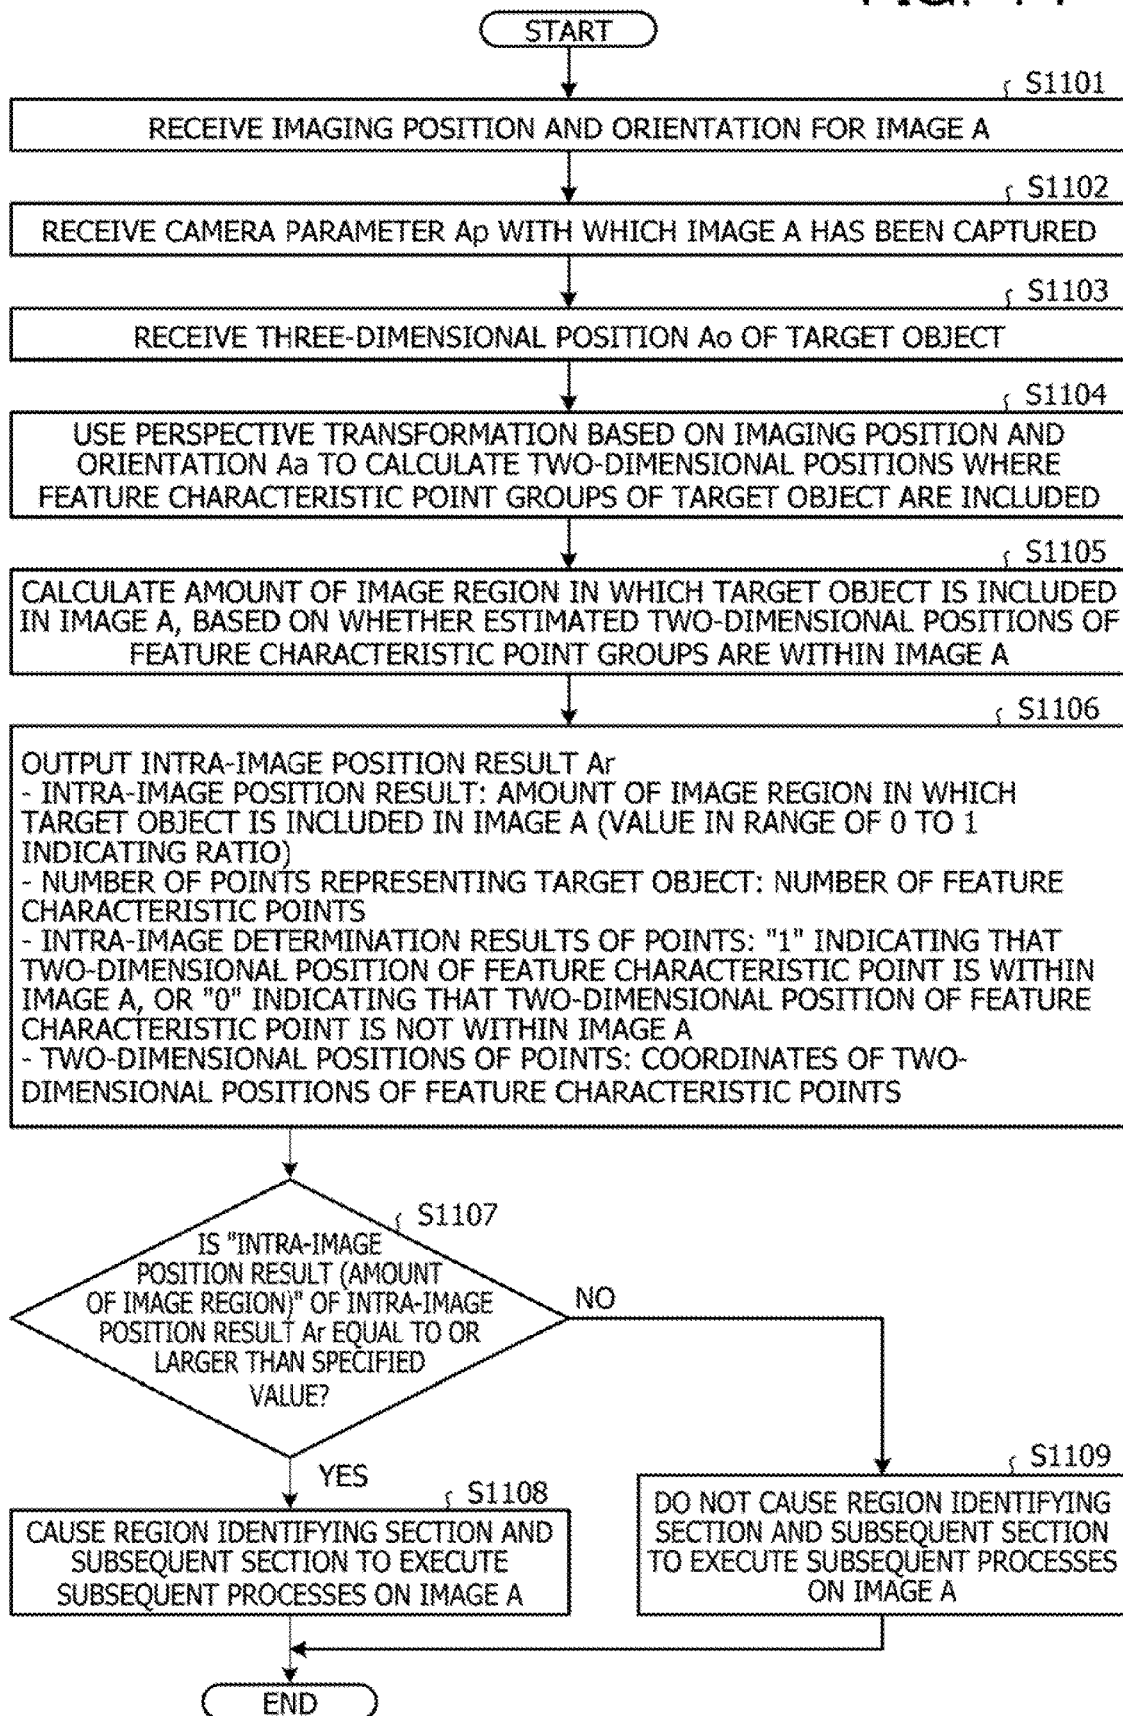 START
S1101
RECEIVE IMAGING POSITION AND ORIENTATION FOR IMAGE A
S1102
RECEIVE CAMERA PARAMETER Ap WITH WHICH IMAGE A HAS BEEN CAPTURED
S1103
RECEIVE THREE-DIMENSIONAL POSITION Ao OF TARGET OBJECT
S1104
USE PERSPECTIVE TRANSFORMATION BASED ON IMAGING POSITION AND
ORIENTATION Aa TO CALCULATE TWO-DIMENSIONAL POSITIONS WHERE
FEATURE CHARACTERISTIC POINT GROUPS OF TARGET OBJECT ARE INCLUDED
S1105
CALCULATE AMOUNT OF IMAGE REGION IN WHICH TARGET OBJECT IS INCLUDED
IN IMAGE A, BASED ON WHETHER ESTIMATED TWO-DIMENSIONAL POSITIONS OF
FEATURE CHARACTERISTIC POINT GROUPS ARE WITHIN IMAGE A
S1106
OUTPUT INTRA-IMAGE POSITION RESULT Ar
- INTRA-IMAGE POSITION RESULT: AMOUNT OF IMAGE REGION IN WHICH
TARGET OBJECT IS INCLUDED IN IMAGE A (VALUE IN RANGE OF 0 TO 1
INDICATING RATIO)
- NUMBER OF POINTS REPRESENTING TARGET OBJECT: NUMBER OF FEATURE
CHARACTERISTIC POINTS
- INTRA-IMAGE DETERMINATION RESULTS OF POINTS: "1" INDICATING THAT
TWO-DIMENSIONAL POSITION OF FEATURE CHARACTERISTIC POINT IS WITHIN
IMAGE A, OR "0" INDICATING THAT TWO-DIMENSIONAL POSITION OF FEATURE
CHARACTERISTIC POINT IS NOT WITHIN IMAGE A
- TWO-DIMENSIONAL POSITIONS OF POINTS: COORDINATES OF TWO-
DIMENSIONAL POSITIONS OF FEATURE CHARACTERISTIC POINTS
S1107
IS "INTRA-IMAGE
POSITION RESULT (AMOUNT
OF IMAGE REGION)" OF INTRA-IMAGE
POSITION RESULT Ar EQUAL TO OR
LARGER THAN SPECIFIED
VALUE?
NO
YES
S1108
CAUSE REGION IDENTIFYING SECTION AND
SUBSEQUENT SECTION TO EXECUTE
SUBSEQUENT PROCESSES ON IMAGE A
S1109
DO NOT CAUSE REGION IDENTIFYING
SECTION AND SUBSEQUENT SECTION
TO EXECUTE SUBSEQUENT PROCESSES
ON IMAGE A
END